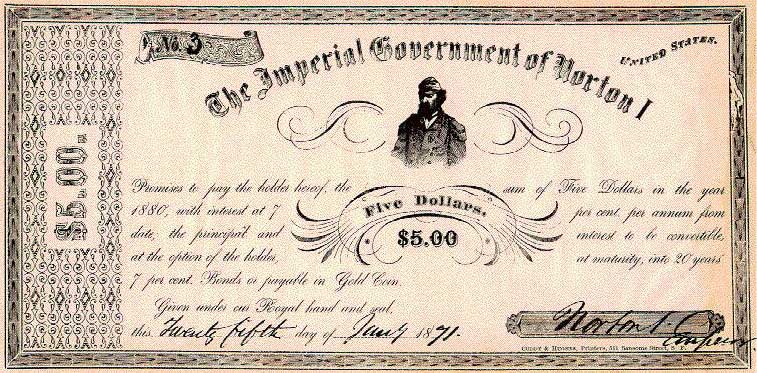 No. 3
UNITED STATES.
The Imperial Government of Norton I
$5.00.
Promises to pay the holder hereof, the sum of Five Dollars in the year
1880, with interest at 7 per cent. per annum from
Five Dollars.
date, the principal and interest to be convertible,
$5.00
at the option of the holder, at maturity, into 20 years'
7 per cent. Bonds or payable in Gold Coin.
Given under our Royal hand and seal,
this Twenty fifth day of 1871.
Norton I.
Emperor.
CUDDY & HUGHES, Printers, 511 Sansome Street, S. F.